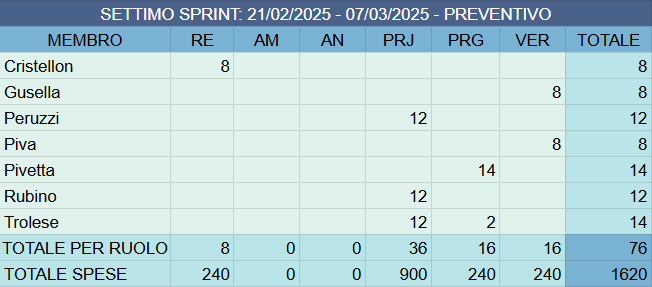 SETTIMO SPRINT: 21/02/2025 - 07/03/2025 - PREVENTIVO
MEMBRO RE AM AN PRJ PRG VER TOTALE
Cristellon 8 8
Gusella 8 8
Peruzzi 12 12
Piva 8 8
Pivetta 14 14
Rubino 12 12
Trolese 12 2 14
TOTALE PER RUOLO 8 0 0 36 16 16 76
TOTALE SPESE 240 0 0 900 240 240 1620